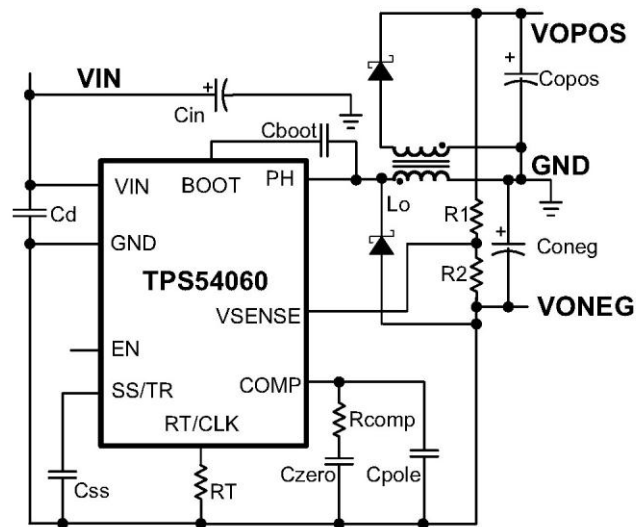 VOPOS
VIN
Copos
Cin
Cboot
GND
VIN
BOOT
PH
Lo
R1
Cd
GND
Coneg
TPS54060
R2
VSENSE
VONEG
EN
COMP
SS/TR
RT/CLK
Rcomp
Css
RT
Czero
Cpole